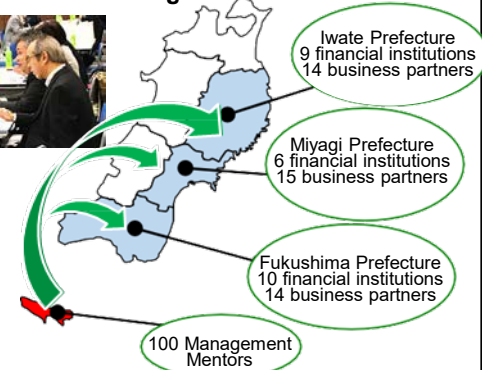 Iwate Prefecture
9 financial institutions
14 business partners
Miyagi Prefecture
6 financial institutions
15 business partners
Fukushima Prefecture
10 financial institutions
14 business partners
100 Management
Mentors